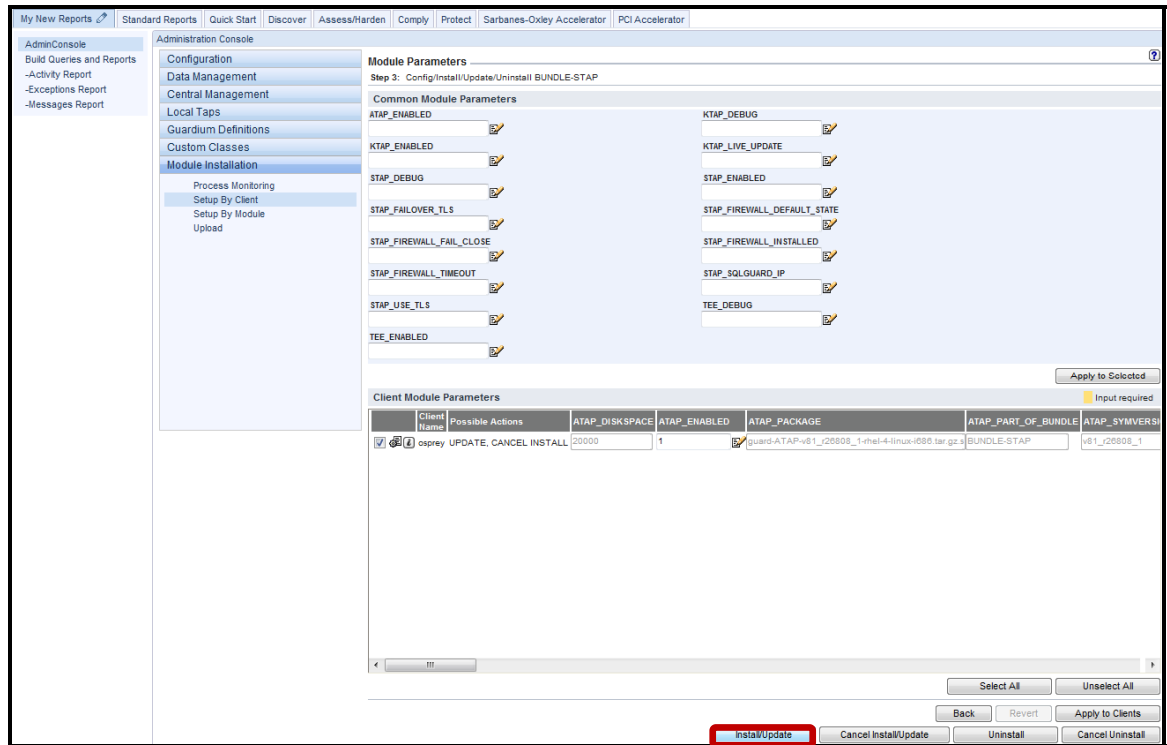 My New Reports
Standard Reports
Quick Start
Discover
Assess/Harden
Comply
Protect
Sarbanes-Oxley Accelerator
PCI Accelerator
AdminConsole
Build Queries and Reports
-Activity Report
-Exceptions Report
-Messages Report
Administration Console
Configuration
Data Management
Central Management
Local Taps
Guardium Definitions
Custom Classes
Module Installation
Process Monitoring
Setup By Client
Setup By Module
Upload
Module Parameters
?
Step 3: Config/Install/Update/Uninstall BUNDLE-STAP
Common Module Parameters
ATAP_ENABLED
KTAP_DEBUG
KTAP_ENABLED
KTAP_LIVE_UPDATE
STAP_DEBUG
STAP_ENABLED
STAP_FAILOVER_TLS
STAP_FIREWALL_DEFAULT_STATE
STAP_FIREWALL_FAIL_CLOSE
STAP_FIREWALL_INSTALLED
STAP_FIREWALL_TIMEOUT
STAP_SQLGUARD_IP
STAP_USE_TLS
TEE_DEBUG
TEE_ENABLED
Apply to Selected
Client Module Parameters
Input required
Client Name Possible Actions ATAP_DISKSPACE ATAP_ENABLED ATAP_PACKAGE ATAP_PART_OF_BUNDLE ATAP_SYMVERSI
osprey UPDATE, CANCEL INSTALL 20000 1 guard-ATAP-v81_r26808_1-rhel-4-linux-i686.tar.gz.s BUNDLE-STAP v81_r26808_1
Select All
Unselect All
Back
Revert
Apply to Clients
Install/Update
Cancel Install/Update
Uninstall
Cancel Uninstall